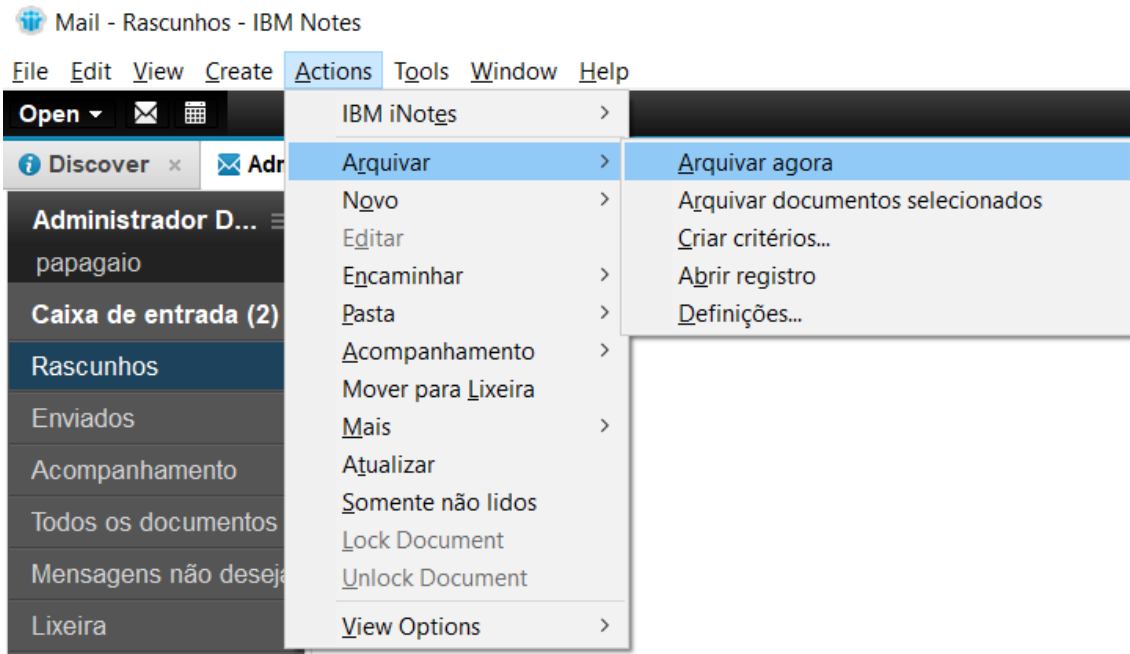 Mail - Rascunhos - IBM Notes
File Edit View Create Actions Tools Window Help
Open
Discover × Adr
Administrador D...
papagaio
Caixa de entrada (2)
Rascunhos
Enviados
Acompanhamento
Todos os documentos
Mensagens não desej
Lixeira
IBM iNotes >
Arquivar >
Novo >
Editar
Encaminhar >
Pasta >
Acompanhamento >
Mover para Lixeira
Mais >
Atualizar
Somente não lidos
Lock Document
Unlock Document
View Options >
Arquivar agora
Arquivar documentos selecionados
Criar critérios...
Abrir registro
Definições...